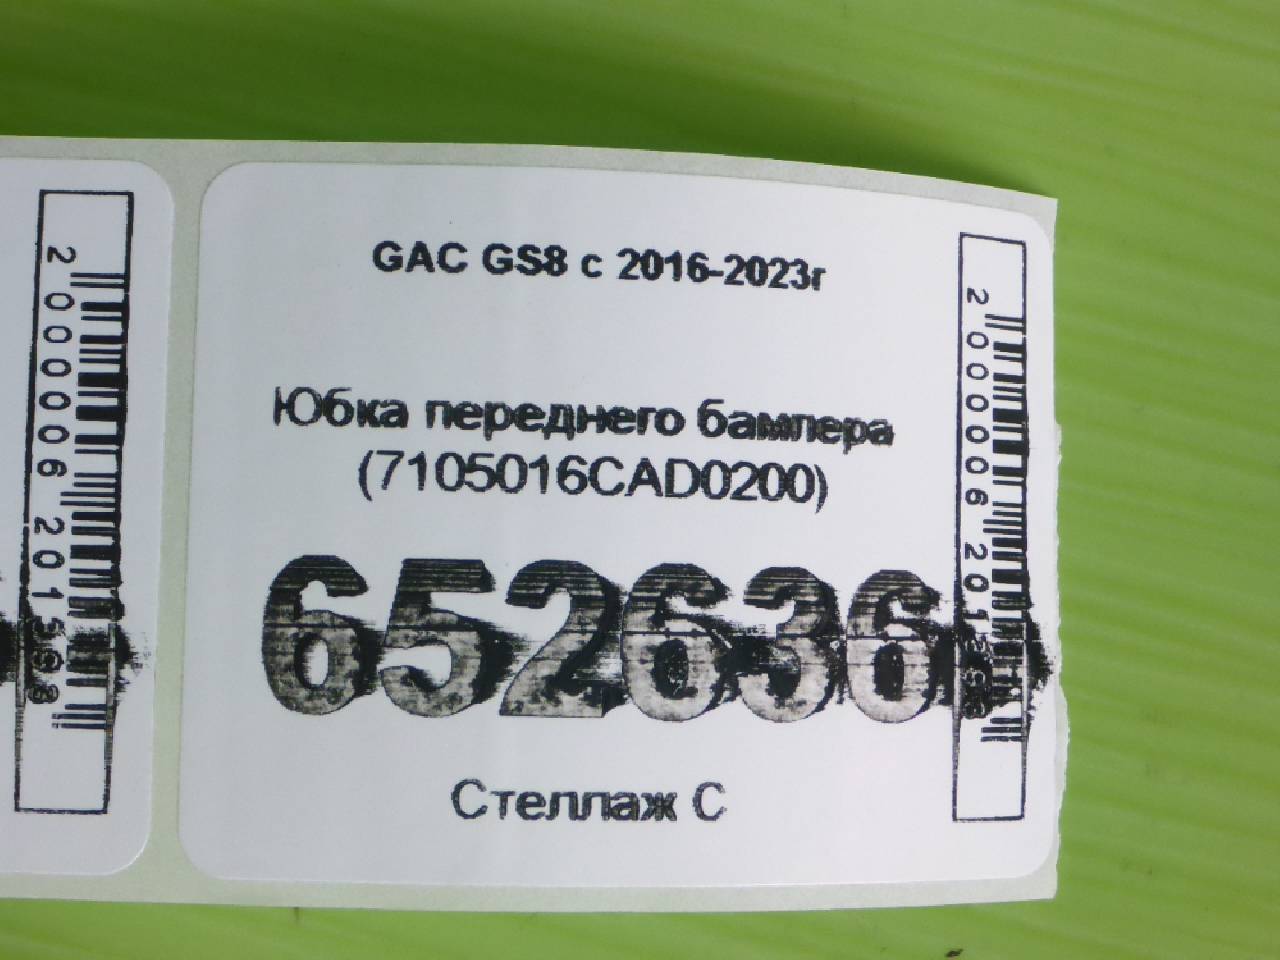 GAC GS8 с 2016-2023г
Юбка переднего бампера
(7105016CAD0200)
652636
Стеллаж С